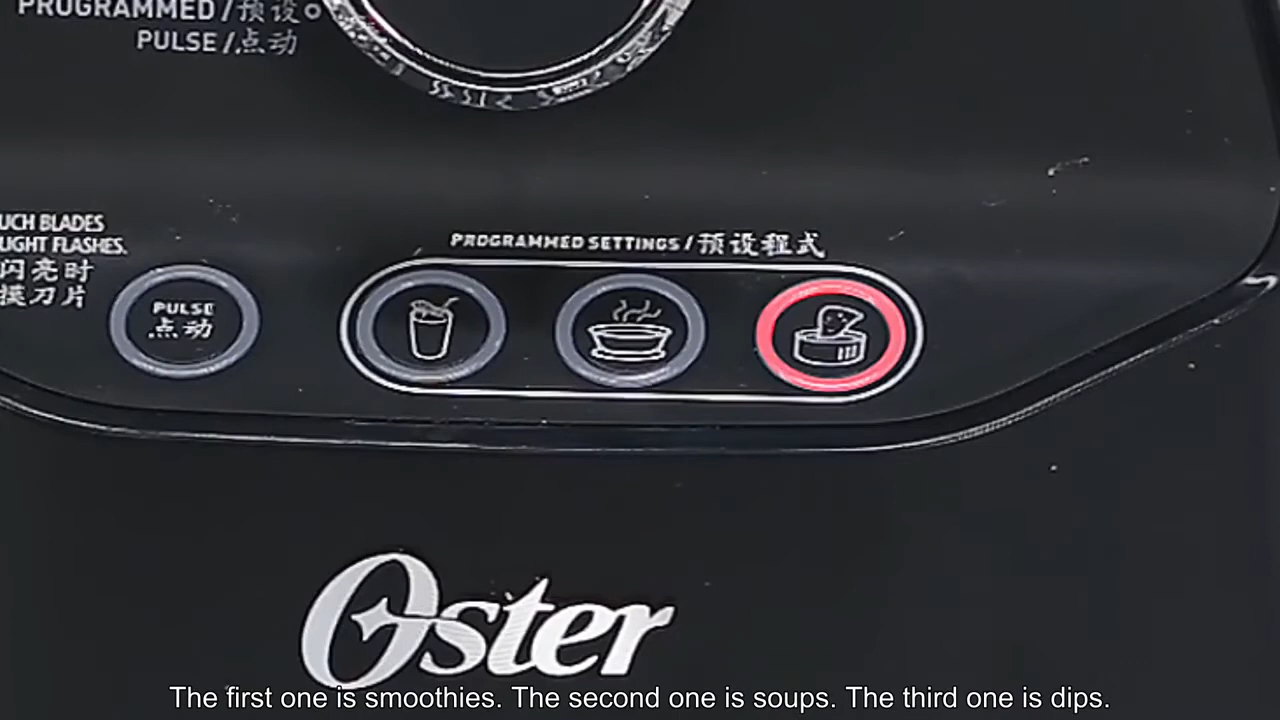 PROGRAMMED / 预设
PULSE / 点动
UCH BLADES
LIGHT FLASHES.
闪亮时
摸刀片
PULSE
点动
PROGRAMMED SETTINGS / 预设程式
Oster
The first one is smoothies. The second one is soups. The third one is dips.